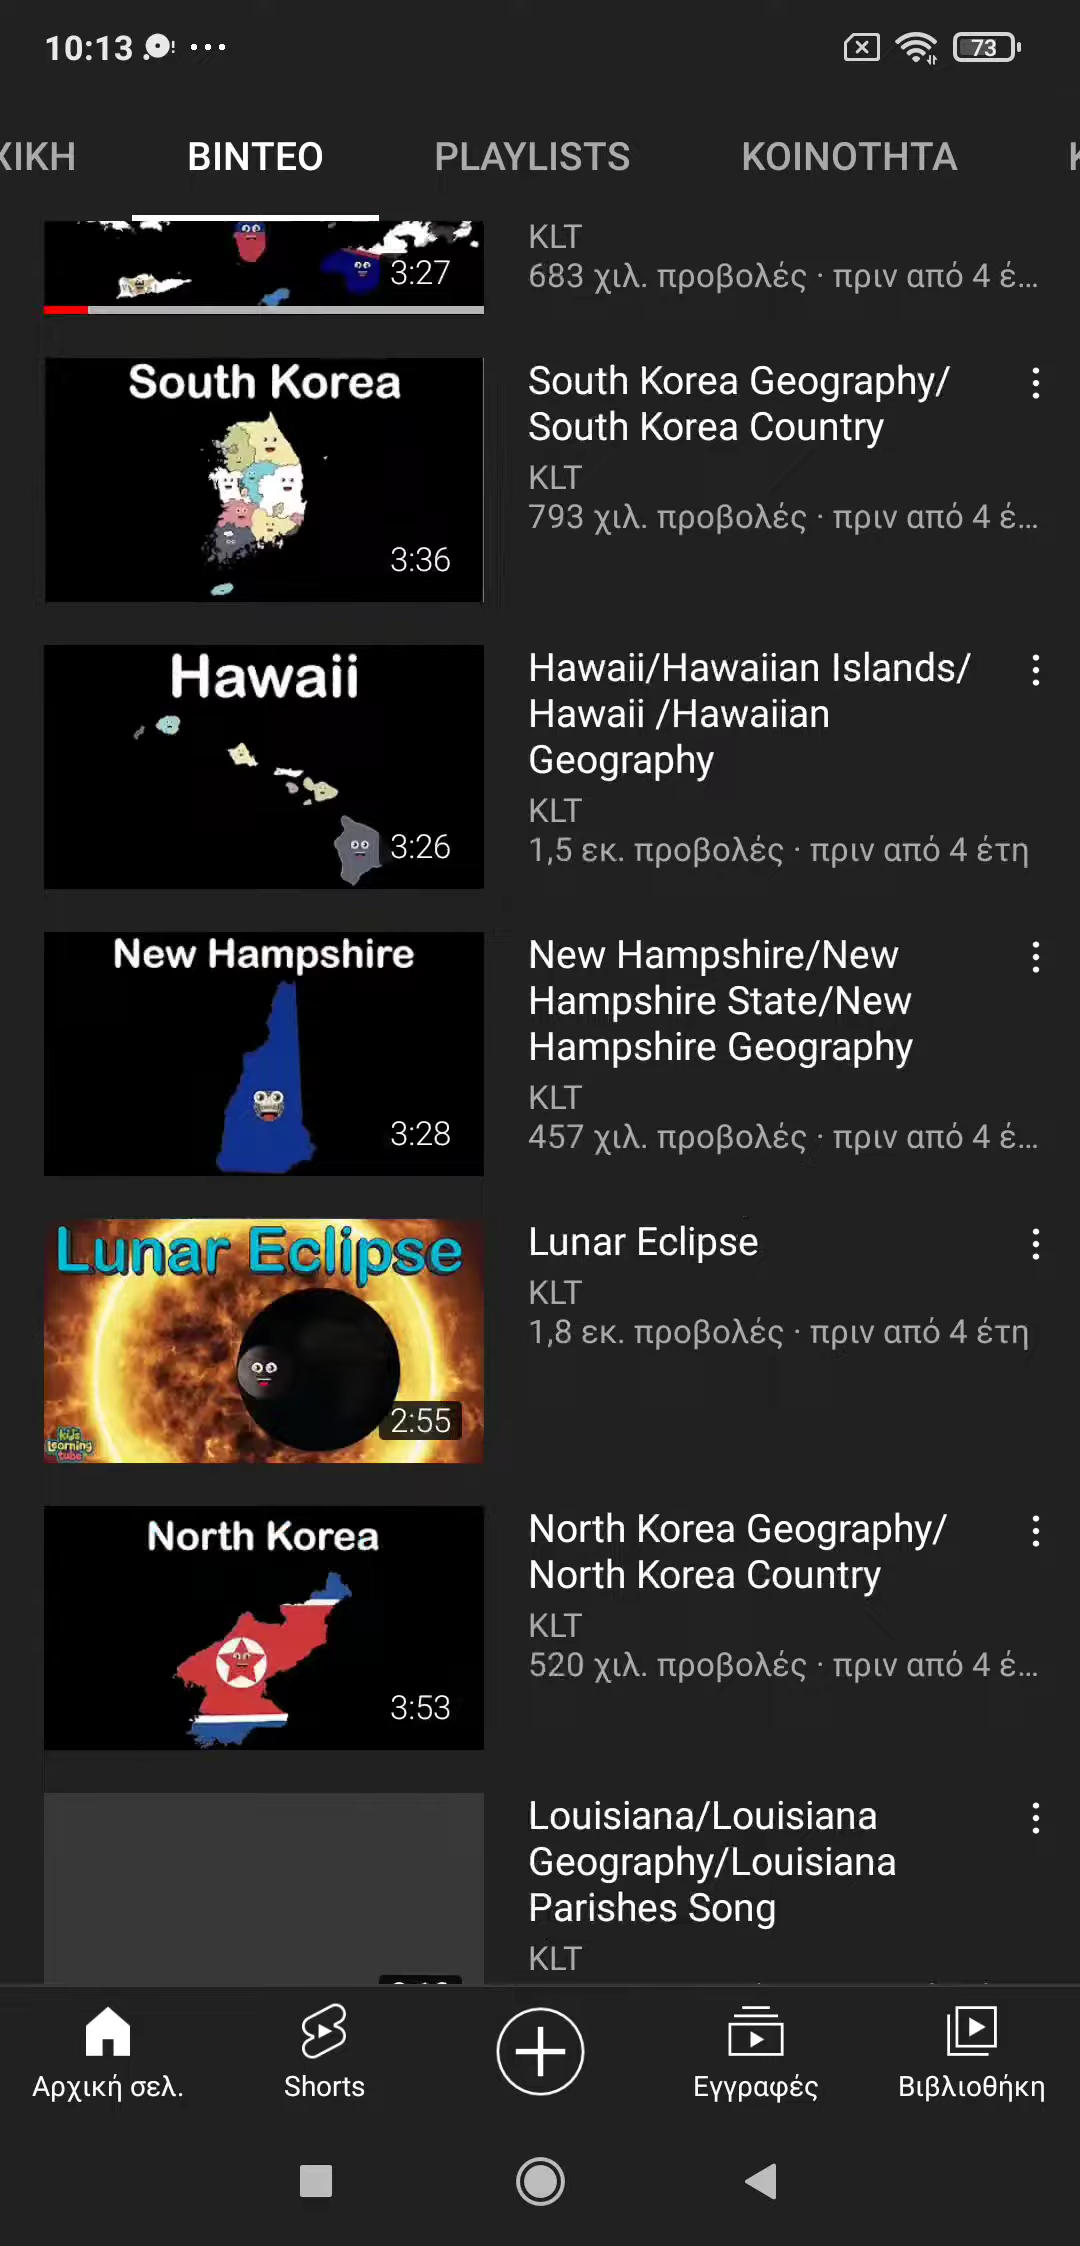 10:13
73
ΧΙΚΗ ΒΙΝΤΕΟ PLAYLISTS ΚΟΙΝΟΤΗΤΑ Κ
3:27
KLT
683 χιλ. προβολές · πριν από 4 έ...
South Korea
3:36
South Korea Geography/
South Korea Country
KLT
793 χιλ. προβολές · πριν από 4 έ...
Hawaii
3:26
Hawaii/Hawaiian Islands/
Hawaii /Hawaiian
Geography
KLT
1,5 εκ. προβολές · πριν από 4 έτη
New Hampshire
3:28
New Hampshire/New
Hampshire State/New
Hampshire Geography
KLT
457 χιλ. προβολές · πριν από 4 έ...
Lunar Eclipse
kids
Learning
tube
2:55
Lunar Eclipse
KLT
1,8 εκ. προβολές · πριν από 4 έτη
North Korea
3:53
North Korea Geography/
North Korea Country
KLT
520 χιλ. προβολές · πριν από 4 έ...
Louisiana/Louisiana
Geography/Louisiana
Parishes Song
KLT
Αρχική σελ. Shorts Εγγραφές Βιβλιοθήκη